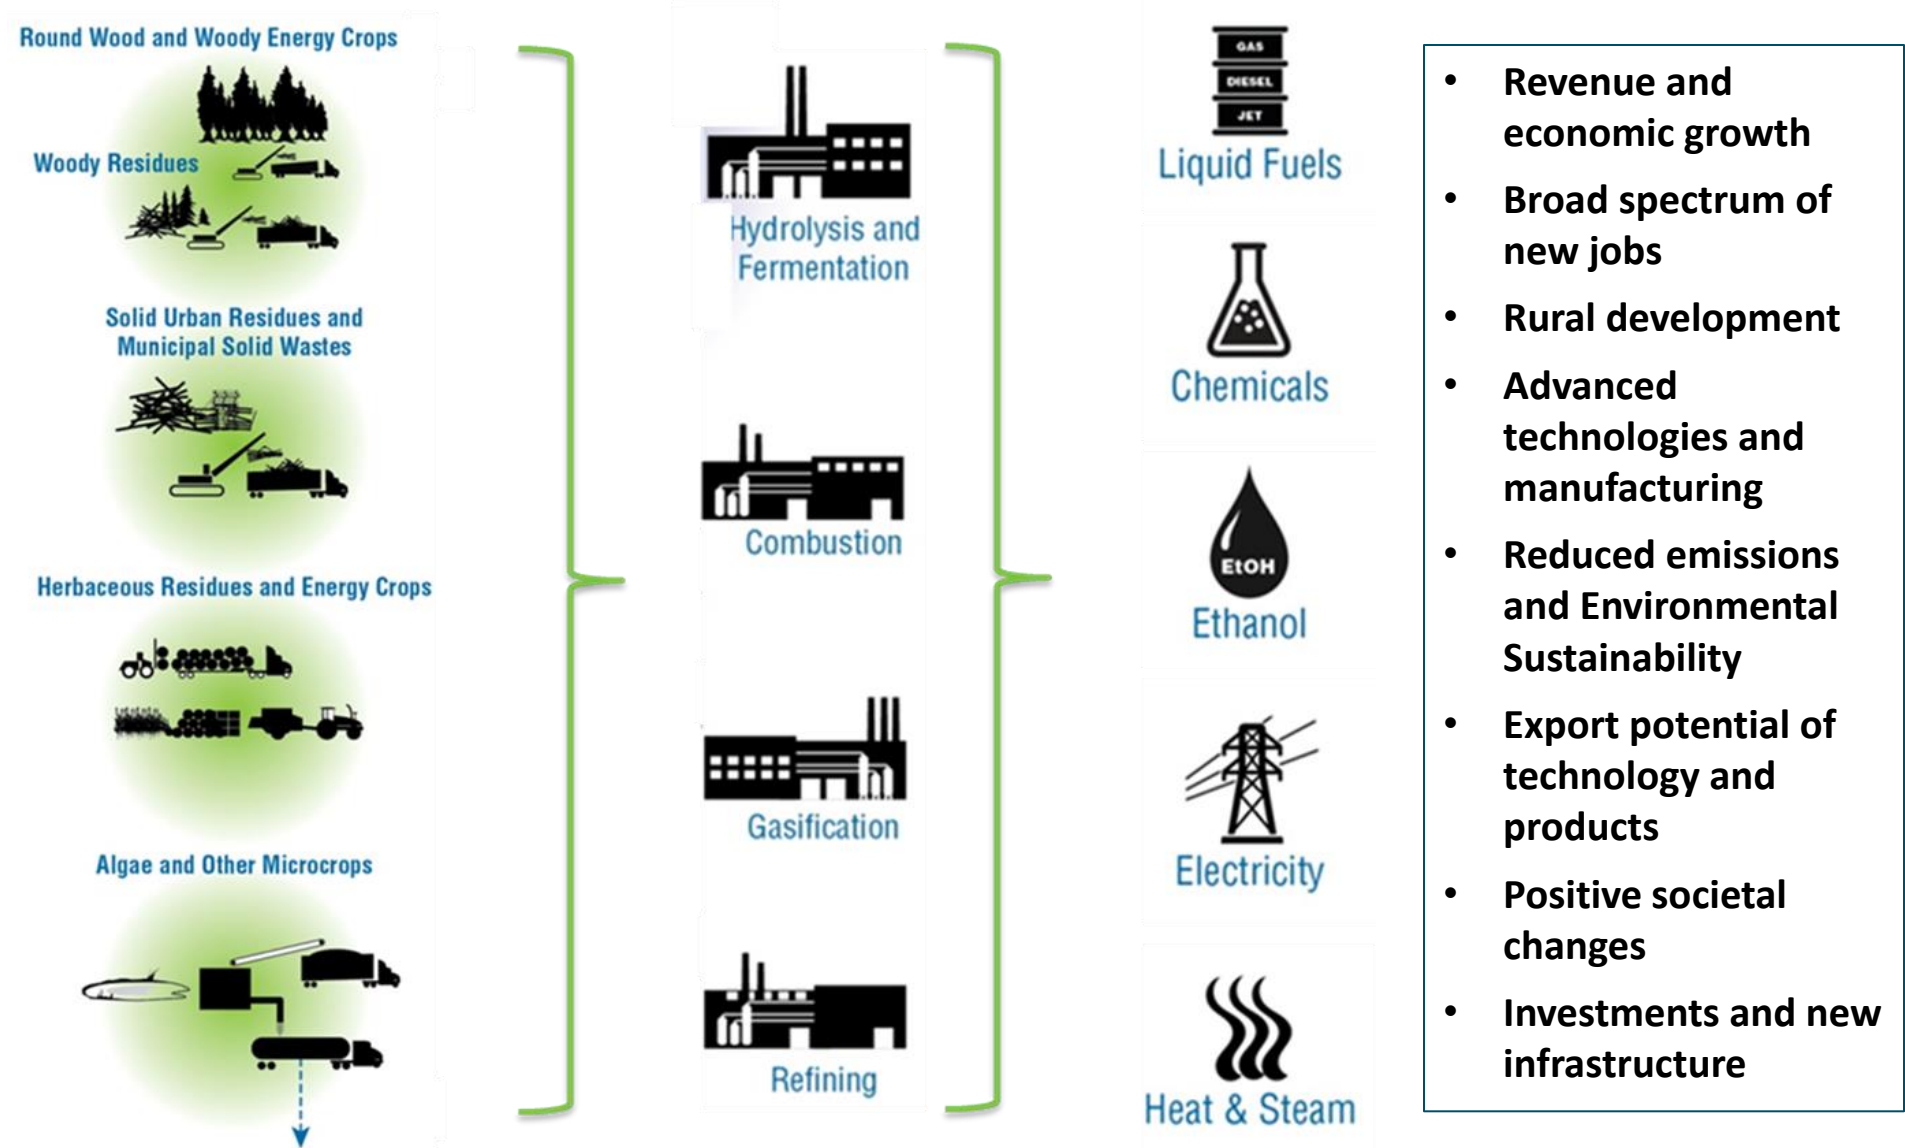 Round Wood and Woody Energy Crops
Woody Residues
Solid Urban Residues and
Municipal Solid Wastes
Herbaceous Residues and Energy Crops
Algae and Other Microcrops
Hydrolysis and
Fermentation
Combustion
Gasification
Refining
GAS
DIESEL
JET
Liquid Fuels
Chemicals
EtOH
Ethanol
Electricity
Heat & Steam
• Revenue and
economic growth
• Broad spectrum of
new jobs
• Rural development
• Advanced
technologies and
manufacturing
• Reduced emissions
and Environmental
Sustainability
• Export potential of
technology and
products
• Positive societal
changes
• Investments and new
infrastructure